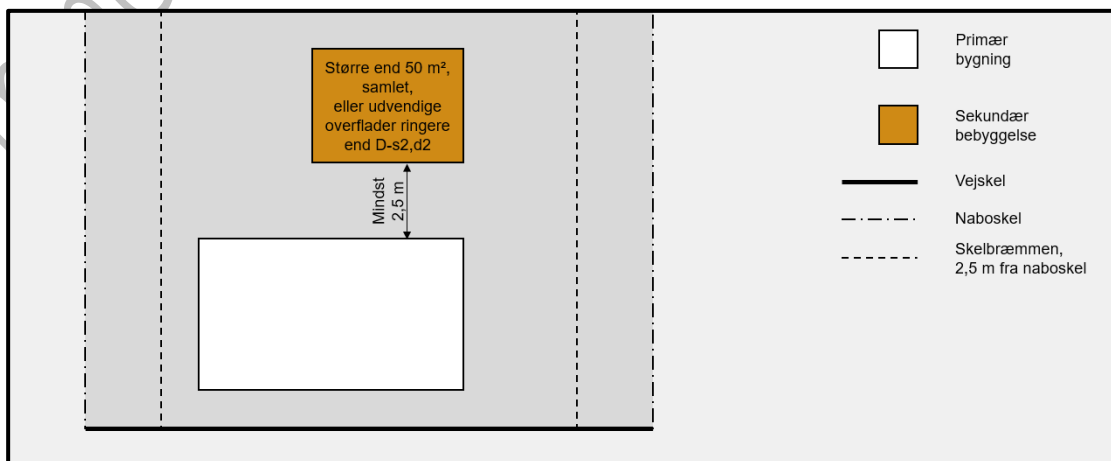 Større end 50 m²,
samlet,
eller udvendige
overflader ringere
end D-s2,d2
Mindst
2,5 m
Primær
bygning
Sekundær
bebyggelse
Vejskel
Naboskel
Skelbræmmen,
2,5 m fra naboskel